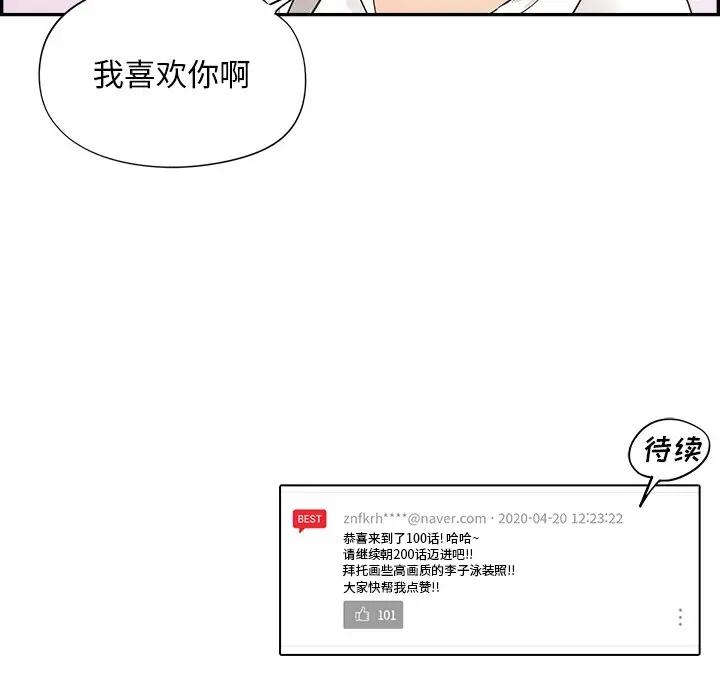 我喜欢你啊
待续
BEST
znfkrh****@naver.com · 2020-04-20 12:23:22
恭喜来到了100话! 哈哈~
请继续朝200话迈进吧!!
拜托画些高画质的李子泳装照!!
大家快帮我点赞!!
101